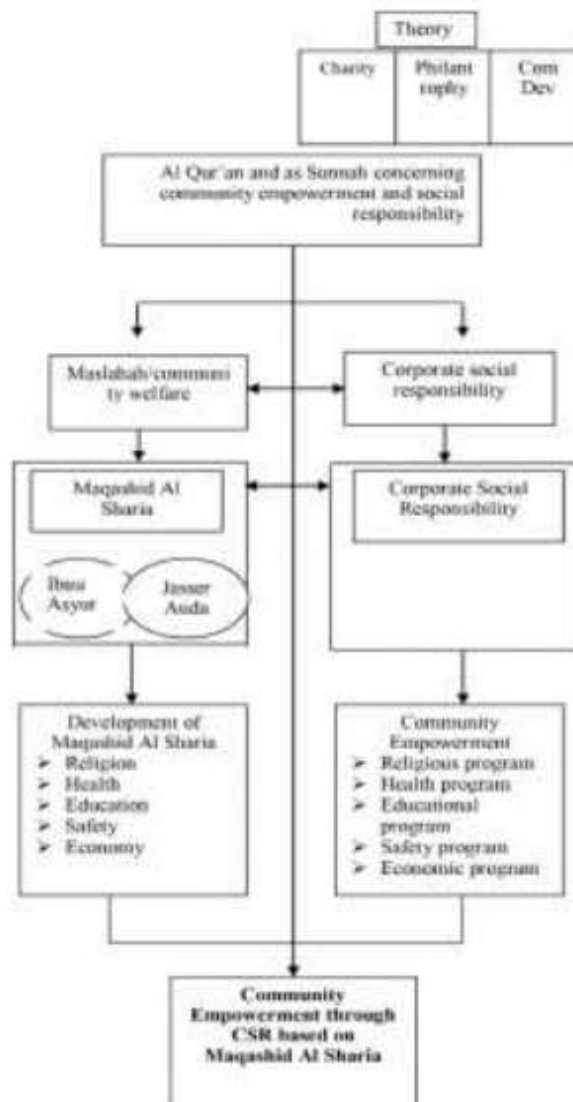 Theory
Charity
Philant
rophy
Com
Dev
Al Qur'an and as Sunnah concerning
community empowerment and social
responsibility
Maslahah/communi
ty welfare
Corporate social
responsibility
Maqashid Al
Sharia
Corporate Social
Responsibility
Ibnu
Asyur
Jasser
Auda
Development of
Maqashid Al Sharia
➢ Religion
➢ Health
➢ Education
➢ Safety
➢ Economy
Community
Empowerment
➢ Religious program
➢ Health program
➢ Educational
program
➢ Safety program
➢ Economic program
Community
Empowerment through
CSR based on
Maqashid Al Sharia